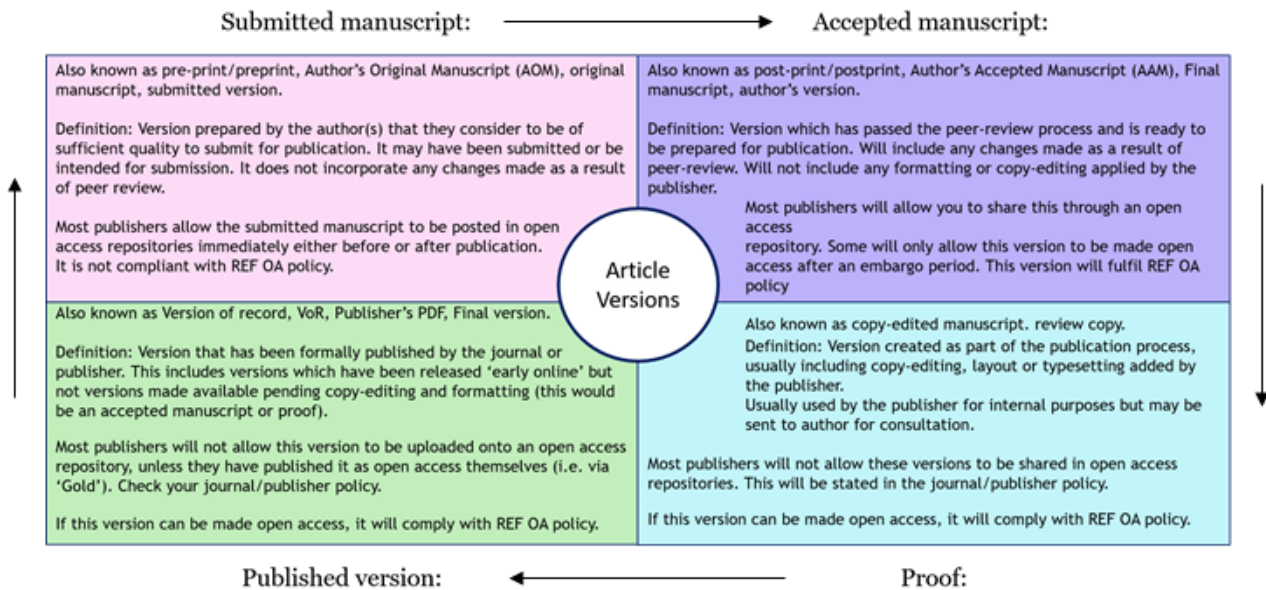 Submitted manuscript:
Accepted manuscript:
Also known as pre-print/preprint, Author's Original Manuscript (AOM), original
manuscript, submitted version.
Definition: Version prepared by the author(s) that they consider to be of
sufficient quality to submit for publication. It may have been submitted or be
intended for submission. It does not incorporate any changes made as a result
of peer review.
Most publishers allow the submitted manuscript to be posted in open
access repositories immediately either before or after publication.
It is not compliant with REF OA policy.
Also known as post-print/postprint, Author's Accepted Manuscript (AAM), Final
manuscript, author's version.
Definition: Version which has passed the peer-review process and is ready to
be prepared for publication. Will include any changes made as a result of
peer-review. Will not include any formatting or copy-editing applied by the
publisher.
Most publishers will allow you to share this through an open
access
repository. Some will only allow this version to be made open
access after an embargo period. This version will fulfil REF OA
policy
Article
Versions
Also known as Version of record, VoR, Publisher's PDF, Final version.
Definition: Version that has been formally published by the journal or
publisher. This includes versions which have been released 'early online' but
not versions made available pending copy-editing and formatting (this would
be an accepted manuscript or proof).
Most publishers will not allow this version to be uploaded onto an open access
repository, unless they have published it as open access themselves (i.e. via
'Gold'). Check your journal/publisher policy.
If this version can be made open access, it will comply with REF OA policy.
Also known as copy-edited manuscript. review copy.
Definition: Version created as part of the publication process,
usually including copy-editing, layout or typesetting added by
the publisher.
Usually used by the publisher for internal purposes but may be
sent to author for consultation.
Most publishers will not allow these versions to be shared in open access
repositories. This will be stated in the journal/publisher policy.
If this version can be made open access, it will comply with REF OA policy.
Published version:
Proof: